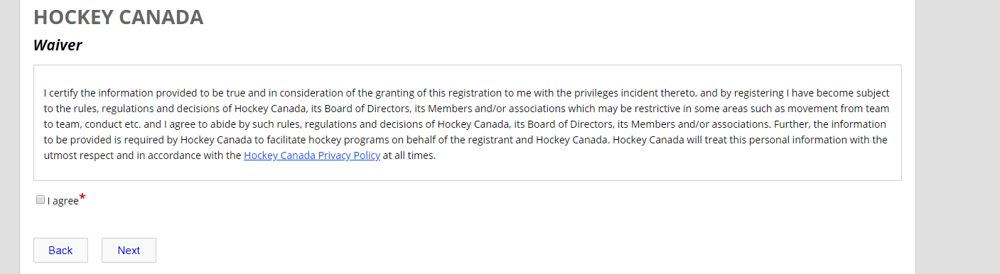 HOCKEY CANADA
Waiver
I certify the information provided to be true and in consideration of the granting of this registration to me with the privileges incident thereto, and by registering I have become subject
to the rules, regulations and decisions of Hockey Canada, its Board of Directors, its Members and/or associations which may be restrictive in some areas such as movement from team
to team, conduct etc. and I agree to abide by such rules, regulations and decisions of Hockey Canada, its Board of Directors, its Members and/or associations. Further, the information
to be provided is required by Hockey Canada to facilitate hockey programs on behalf of the registrant and Hockey Canada. Hockey Canada will treat this personal information with the
utmost respect and in accordance with the Hockey Canada Privacy Policy at all times.
I agree*
Back Next